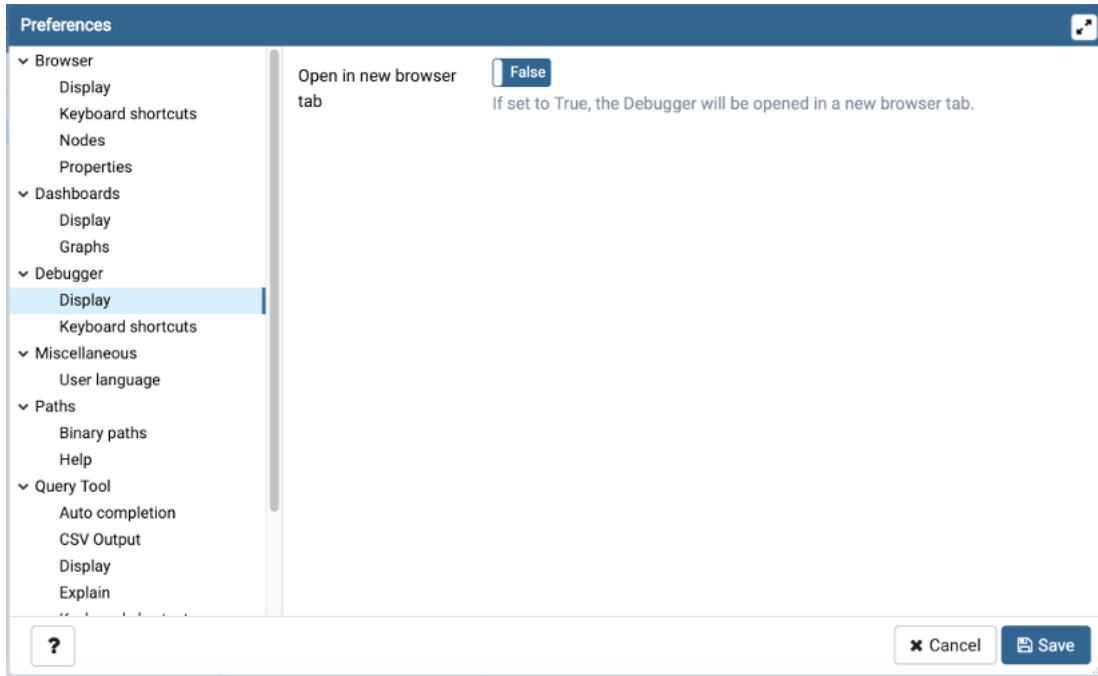 Preferences
Browser
Display
Keyboard shortcuts
Nodes
Properties
Dashboards
Display
Graphs
Debugger
Display
Keyboard shortcuts
Miscellaneous
User language
Paths
Binary paths
Help
Query Tool
Auto completion
CSV Output
Display
Explain
Open in new browser
tab
False
If set to True, the Debugger will be opened in a new browser tab.
?
Cancel
Save